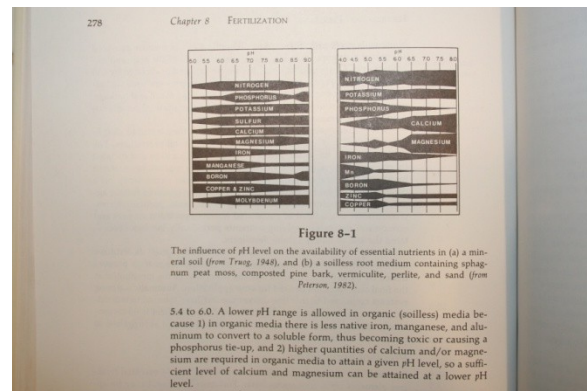 278
Chapter 8 FERTILIZATION
pH
5.0 5.5 6.0 6.5 7.0 7.5 8.0 8.5 9.0
NITROGEN
PHOSPHORUS
POTASSIUM
SULFUR
CALCIUM
MAGNESIUM
IRON
MANGANESE
BORON
COPPER & ZINC
MOLYBDENUM
pH
4.0 4.5 5.0 5.5 6.0 6.5 7.0 7.5 8.0
NITROGEN
POTASSIUM
PHOSPHORUS
CALCIUM
MAGNESIUM
IRON
Mn
BORON
ZINC
COPPER
Figure 8–1
The influence of pH level on the availability of essential nutrients in (a) a min-
eral soil (from Truog, 1948), and (b) a soilless root medium containing sphag-
num peat moss, composted pine bark, vermiculite, perlite, and sand (from
Peterson, 1982).
5.4 to 6.0. A lower pH range is allowed in organic (soilless) media be-
cause 1) in organic media there is less native iron, manganese, and alu-
minum to convert to a soluble form, thus becoming toxic or causing a
phosphorus tie-up, and 2) higher quantities of calcium and/or magne-
sium are required in organic media to attain a given pH level, so a suffi-
cient level of calcium and magnesium can be attained at a lower pH
level.